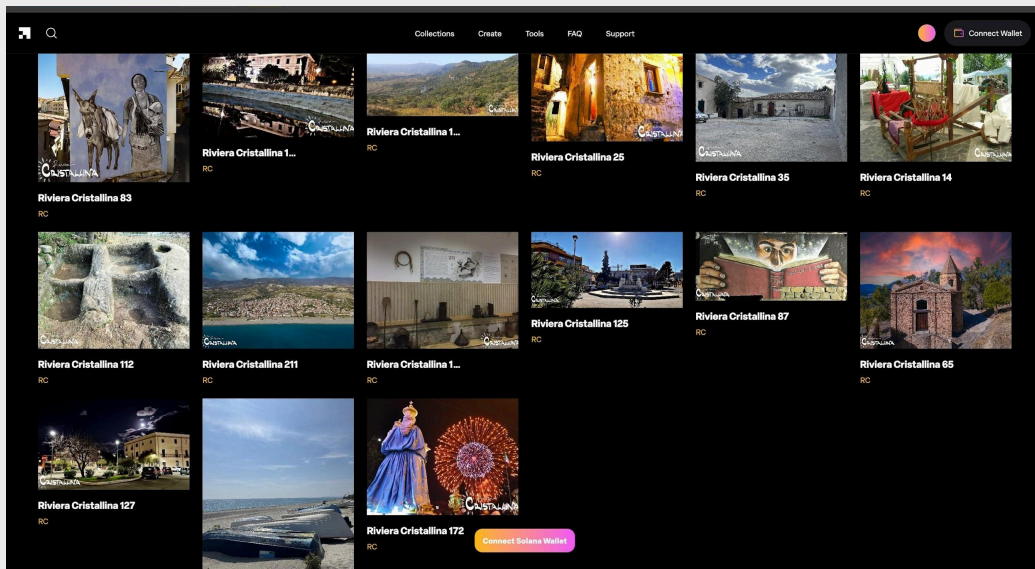 Collections Create Tools FAQ Support Connect Wallet
CRISTALLINA
Riviera Cristallina 83
RC
CRISTALLINA
Riviera Cristallina 1...
RC
CRISTALLINA
Riviera Cristallina 1...
RC
CRISTALLINA
Riviera Cristallina 25
RC
CRISTALLINA
Riviera Cristallina 35
RC
CRISTALLINA
Riviera Cristallina 14
RC
CRISTALLINA
Riviera Cristallina 112
RC
CRISTALLINA
Riviera Cristallina 211
RC
CRISTALLINA
Riviera Cristallina 1...
RC
CRISTALLINA
Riviera Cristallina 125
RC
CRISTALLINA
Riviera Cristallina 87
RC
CRISTALLINA
Riviera Cristallina 65
RC
CRISTALLINA
Riviera Cristallina 127
RC
CRISTALLINA
Riviera Cristallina 172
RC
Connect Solana Wallet